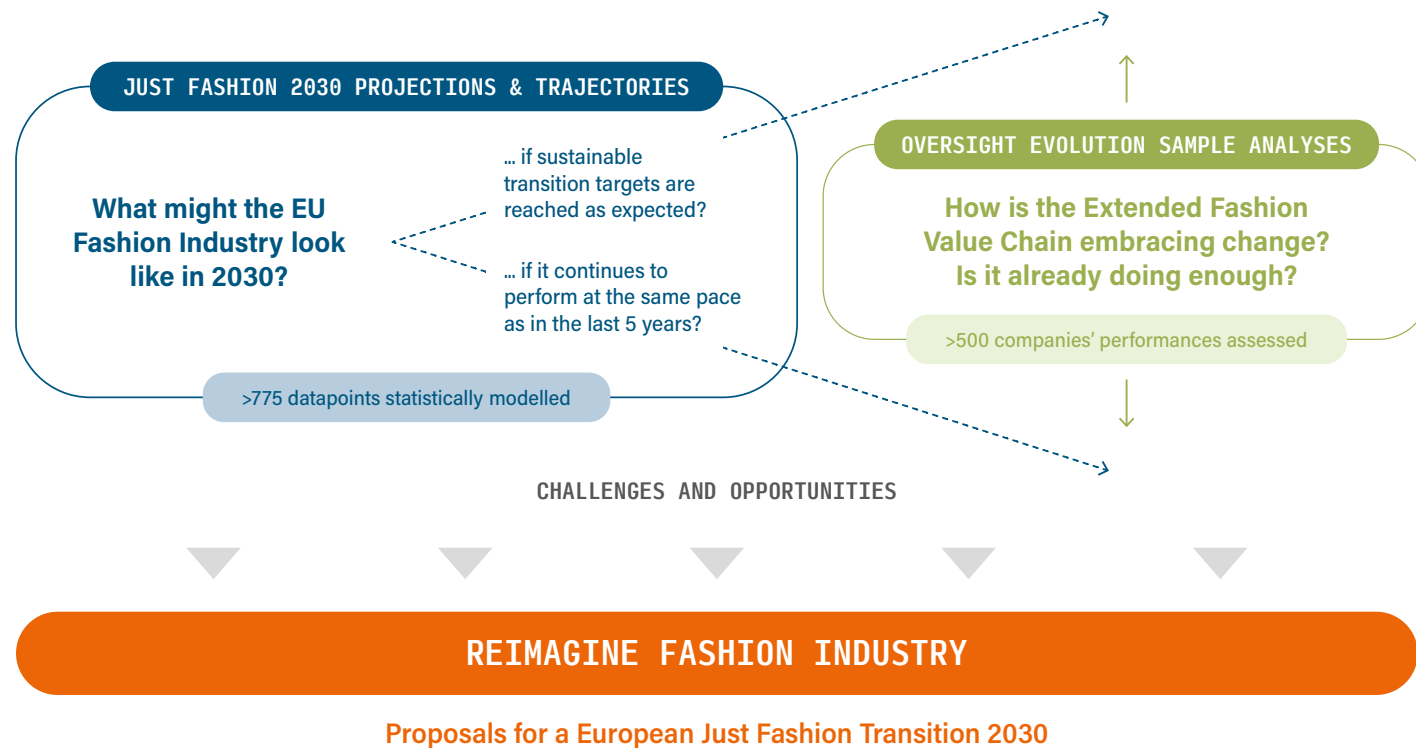 JUST FASHION 2030 PROJECTIONS & TRAJECTORIES
What might the EU
Fashion Industry look
like in 2030?
... if sustainable
transition targets are
reached as expected?
... if it continues to
perform at the same pace
as in the last 5 years?
>775 datapoints statistically modelled
OVERSIGHT EVOLUTION SAMPLE ANALYSES
How is the Extended Fashion
Value Chain embracing change?
Is it already doing enough?
>500 companies’ performances assessed
CHALLENGES AND OPPORTUNITIES
REIMAGINE FASHION INDUSTRY
Proposals for a European Just Fashion Transition 2030